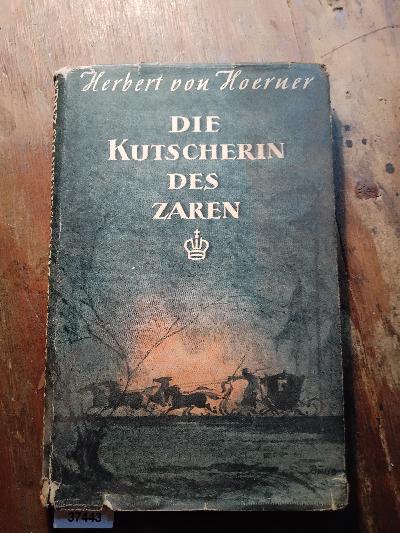 Herbert von Hoerner
DIE
KUTSCHERIN
DES
ZAREN
37443